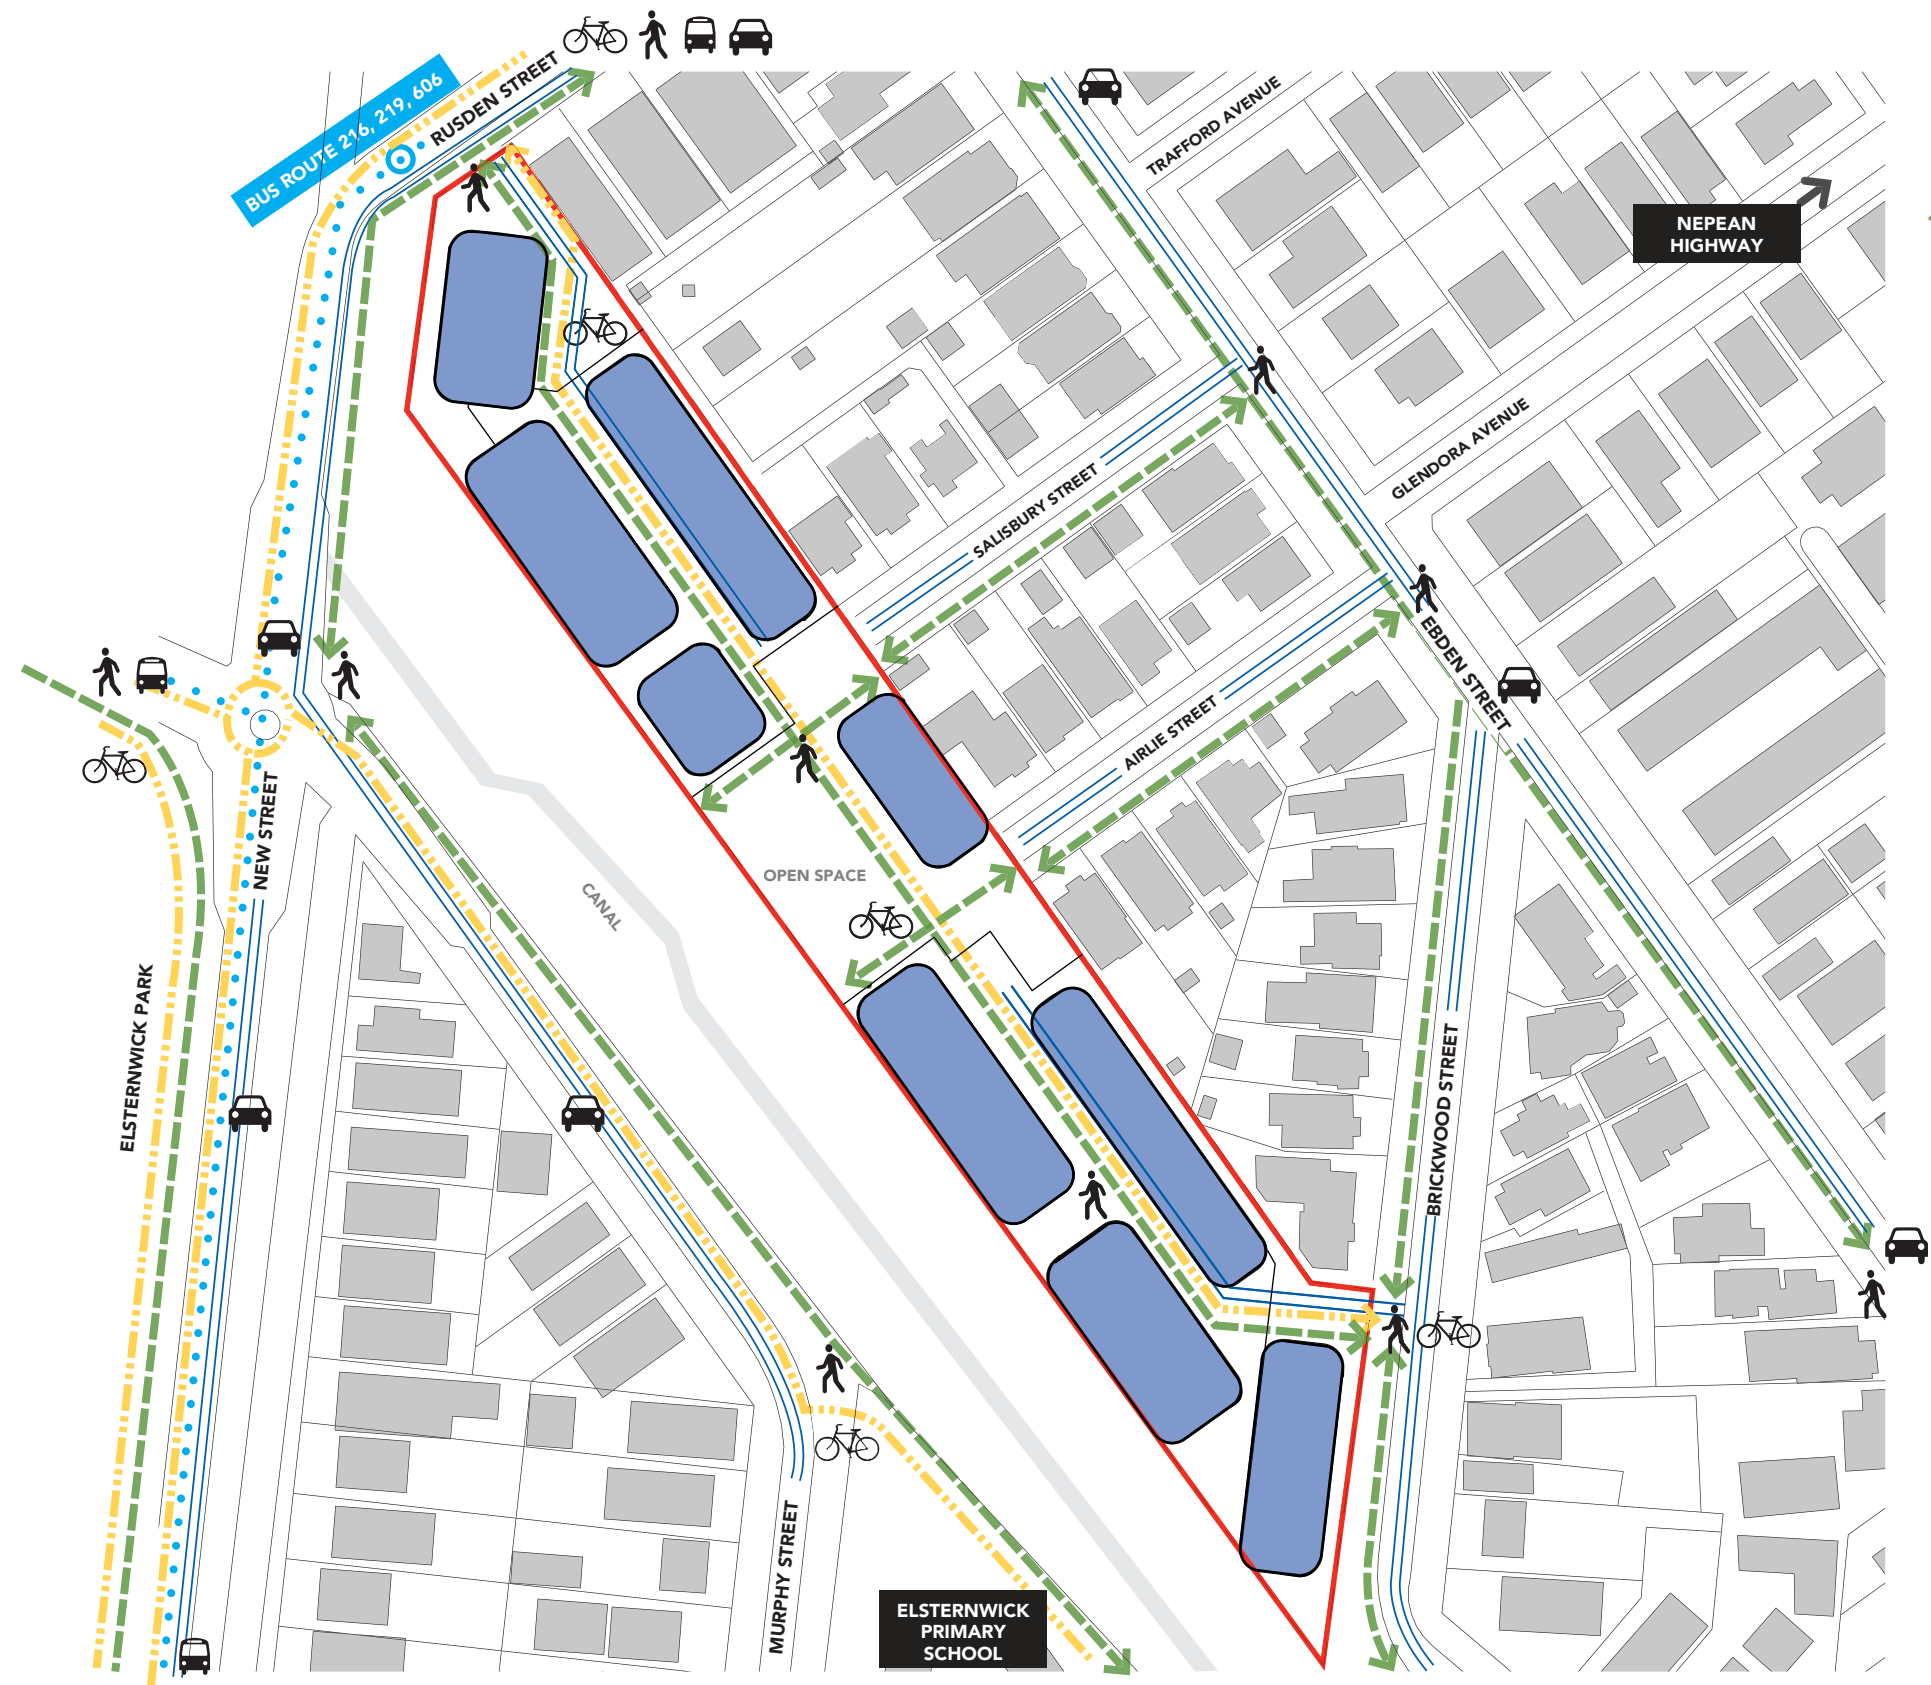 BUS ROUTE 216, 219, 606
RUSDEN STREET
TRAFFORD AVENUE
NEPEAN
HIGHWAY
GLENDORA AVENUE
SALISBURY STREET
EBDEN STREET
AIRLIE STREET
NEW STREET
OPEN SPACE
CANAL
ELSTERNWICK PARK
BRICKWOOD STREET
MURPHY STREET
ELSTERNWICK
PRIMARY
SCHOOL